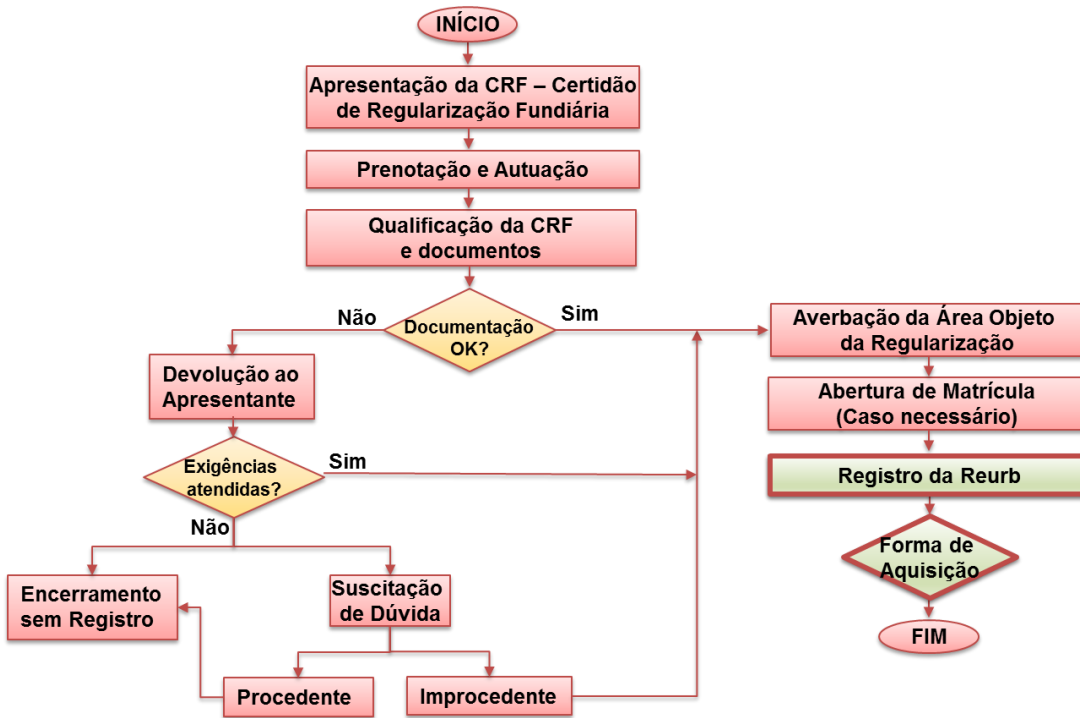 INÍCIO
Apresentação da CRF – Certidão
de Regularização Fundiária
Prenotação e Autuação
Qualificação da CRF
e documentos
Documentação
OK?
Não
Sim
Devolução ao
Apresentante
Exigências
atendidas?
Sim
Não
Encerramento
sem Registro
Suscitação
de Dúvida
Procedente
Improcedente
Averbação da Área Objeto
da Regularização
Abertura de Matrícula
(Caso necessário)
Registro da Reurb
Forma de
Aquisição
FIM